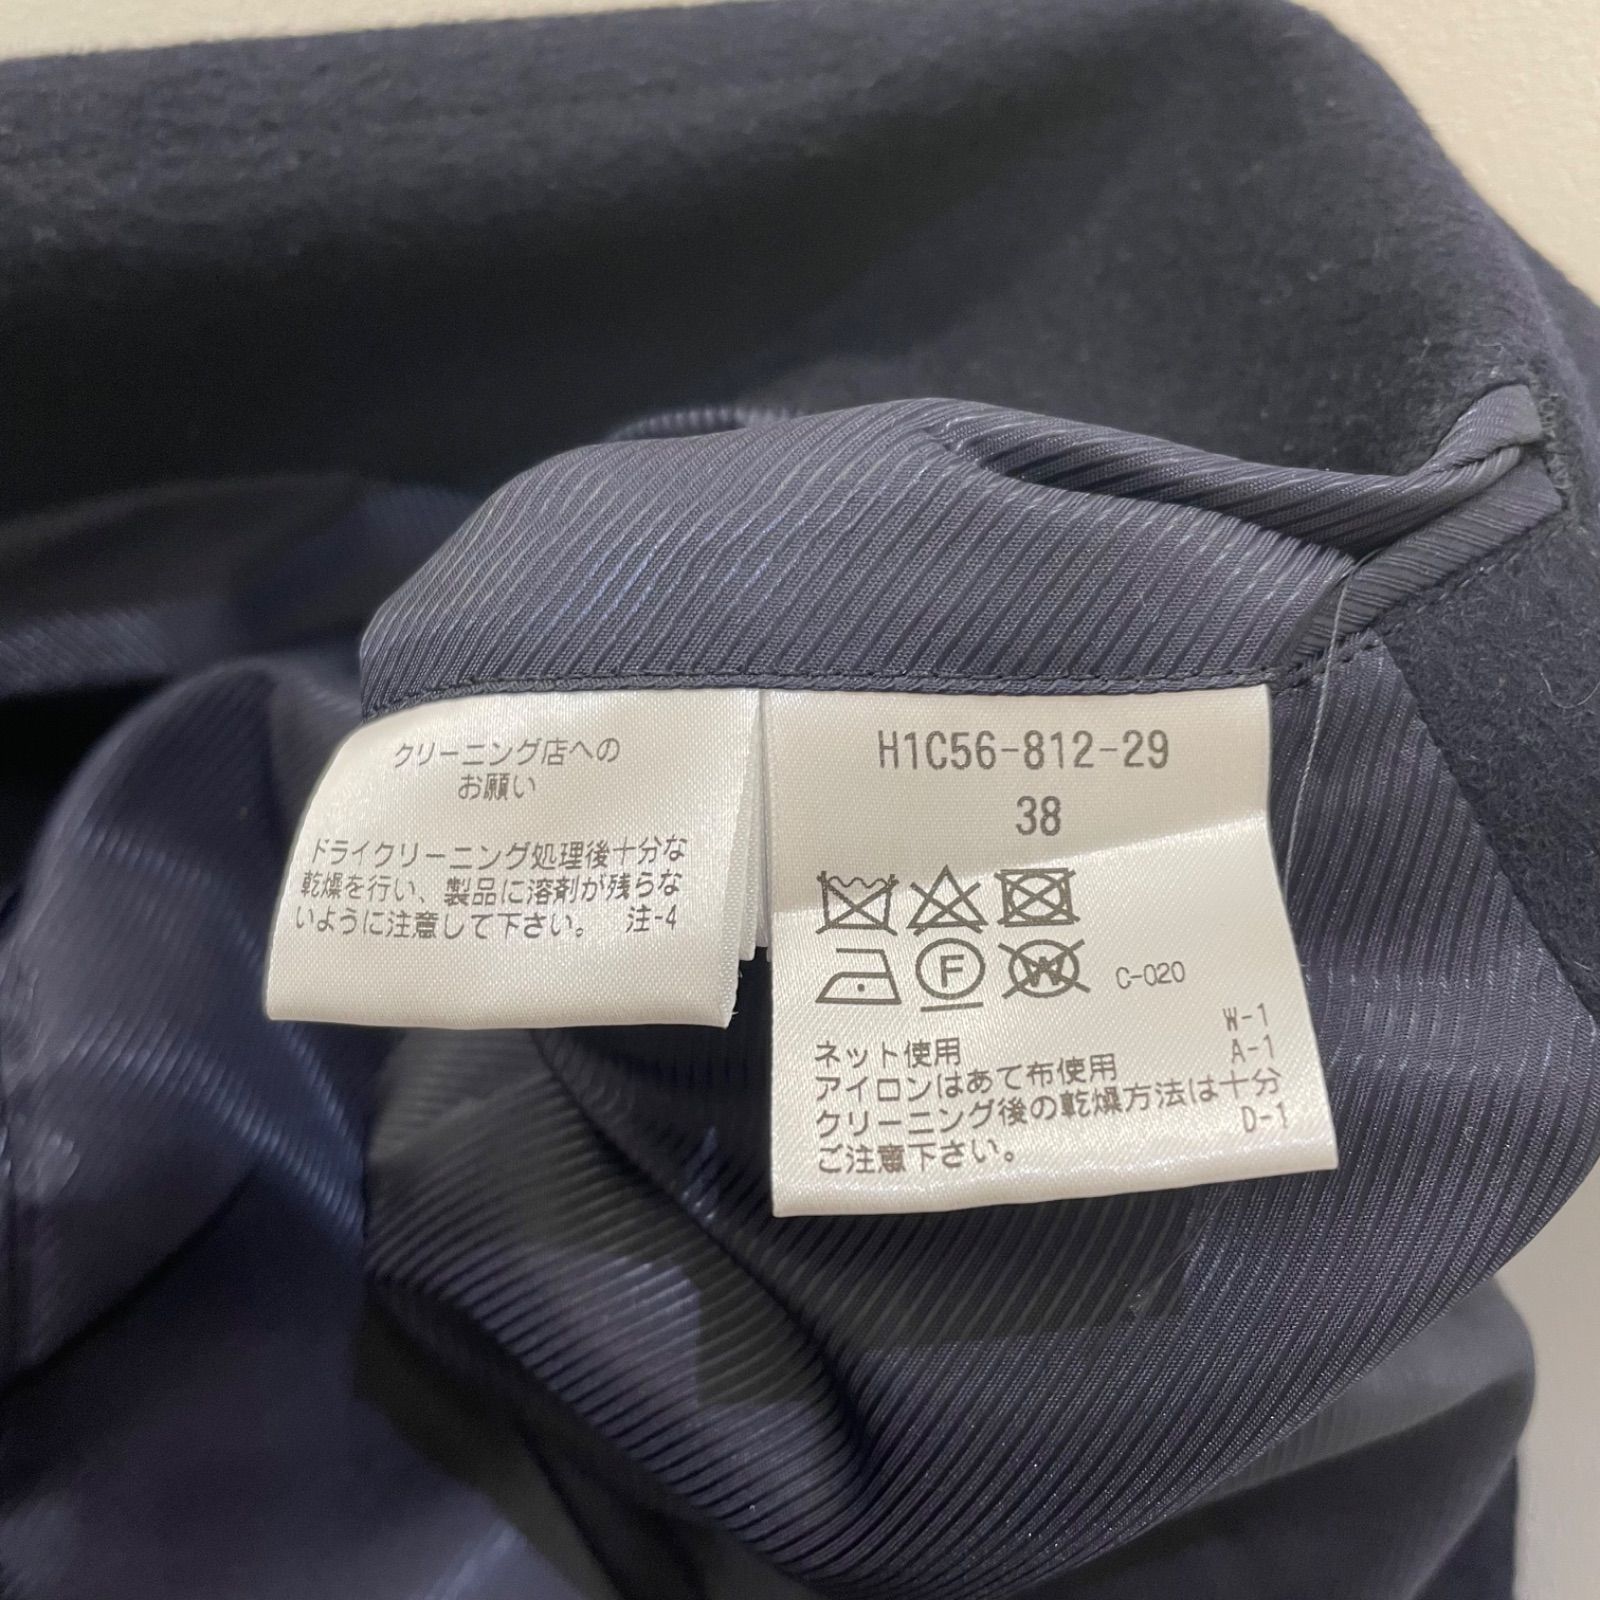 クリーニング店への
お願い
ドライクリーニング処理後十分な
乾燥を行い、製品に溶剤が残らな
いように注意して下さい。 注-4
H1C56-812-29
38
F
W
C-020
W-1
ネット使用
A-1
アイロンはあて布使用
クリーニング後の乾燥方法は十分
D-1
ご注意下さい。